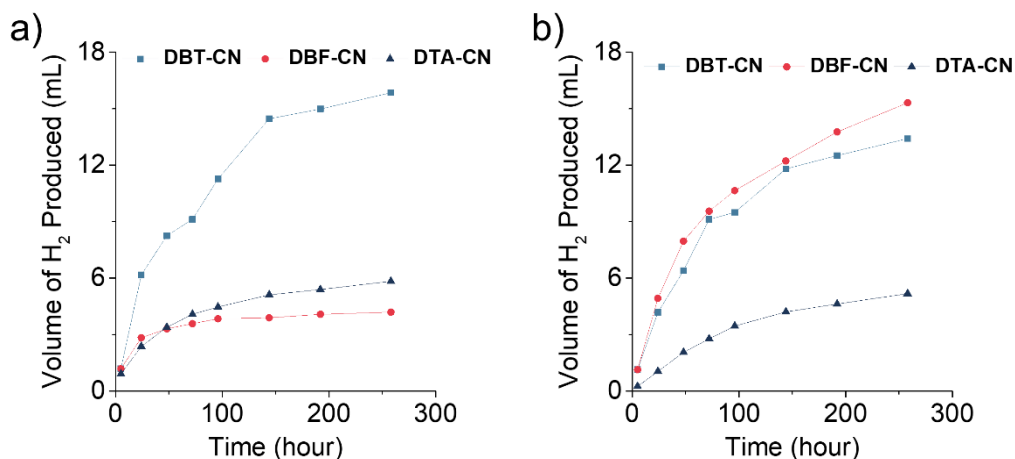 a)
18
12
6
0
Volume of H2 Produced (mL)
DBT-CN DBF-CN DTA-CN
0 100 200 300
Time (hour)
b)
18
12
6
0
Volume of H2 Produced (mL)
DBT-CN DBF-CN DTA-CN
0 100 200 300
Time (hour)